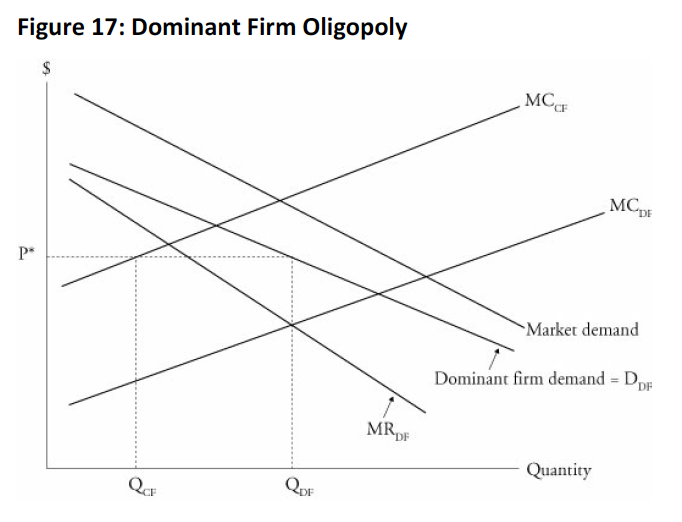 Figure 17: Dominant Firm Oligopoly
$
MCCF
MCDF
P*
Market demand
Dominant firm demand = DDF
MRDF
Quantity
QCF
QDF